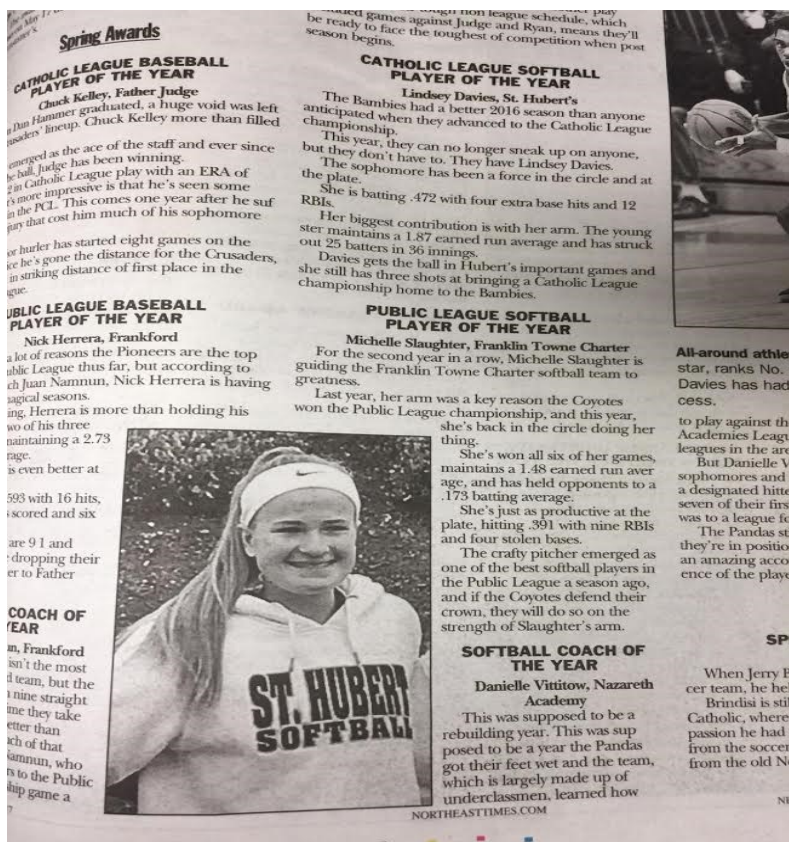 Spring Awards
CATHOLIC LEAGUE BASEBALL
PLAYER OF THE YEAR
Chuck Kelley, Father Judge
Dan Hammer graduated, a huge void was left
lineup. Chuck Kelley more than filled
emerged as the ace of the staff and ever since
ball, Judge has been winning.
in Catholic League play with an ERA of
more impressive is that he's seen some
in the PCL. This comes one year after he suf
that cost him much of his sophomore
hurler has started eight games on the
he's gone the distance for the Crusaders,
in striking distance of first place in the
PUBLIC LEAGUE BASEBALL
PLAYER OF THE YEAR
Nick Herrera, Frankford
a lot of reasons the Pioneers are the top
League thus far, but according to
Juan Namnun, Nick Herrera is having
seasons.
Herrera is more than holding his
of his three
maintaining a 2.73
is even better at
593 with 16 hits,
scored and six
are 9 1 and
dropping their
to Father
COACH OF
Frankford
isn't the most
team, but the
nine straight
they take
than
of that
who
to the Public
game a
non league schedule, which
games against Judge and Ryan, means they'll
be ready to face the toughest of competition when post
season begins.
CATHOLIC LEAGUE SOFTBALL
PLAYER OF THE YEAR
Lindsey Davies, St. Hubert's
The Bambies had a better 2016 season than anyone
anticipated when they advanced to the Catholic League
championship.
This year, they can no longer sneak up on anyone,
but they don't have to. They have Lindsey Davies.
The sophomore has been a force in the circle and at
the plate.
She is batting .472 with four extra base hits and 12
RBIs.
Her biggest contribution is with her arm. The young
ster maintains a 1.87 earned run average and has struck
out 25 batters in 36 innings.
Davies gets the ball in Hubert's important games and
she still has three shots at bringing a Catholic League
championship home to the Bambies.
PUBLIC LEAGUE SOFTBALL
PLAYER OF THE YEAR
Michelle Slaughter, Franklin Towne Charter
For the second year in a row, Michelle Slaughter is
guiding the Franklin Towne Charter softball team to
greatness.
Last year, her arm was a key reason the Coyotes
won the Public League championship, and this year,
she's back in the circle doing her
thing.
She's won all six of her games,
maintains a 1.48 earned run aver
age, and has held opponents to a
.173 batting average.
She's just as productive at the
plate, hitting .391 with nine RBIs
and four stolen bases.
The crafty pitcher emerged as
one of the best softball players in
the Public League a season ago,
and if the Coyotes defend their
crown, they will do so on the
strength of Slaughter's arm.
SOFTBALL COACH OF
THE YEAR
Danielle Vittitow, Nazareth
Academy
This was supposed to be a
rebuilding year. This was sup
posed to be a year the Pandas
got their feet wet and the team,
which is largely made up of
underclassmen, learned how
ST. HUBERT
SOFTBALL
NORTHEASTTIMES.COM
All-around
star, ranks No.
Davies has had
cess.
to play against
Academies
leagues in the
But Danielle
sophomores and
a designated
seven of their
was to a league
The Pandas
they're in
an amazing
ence of the
When Jerry
cer team, he
Brindisi is
Catholic, where
passion he had
from the soccer
from the old